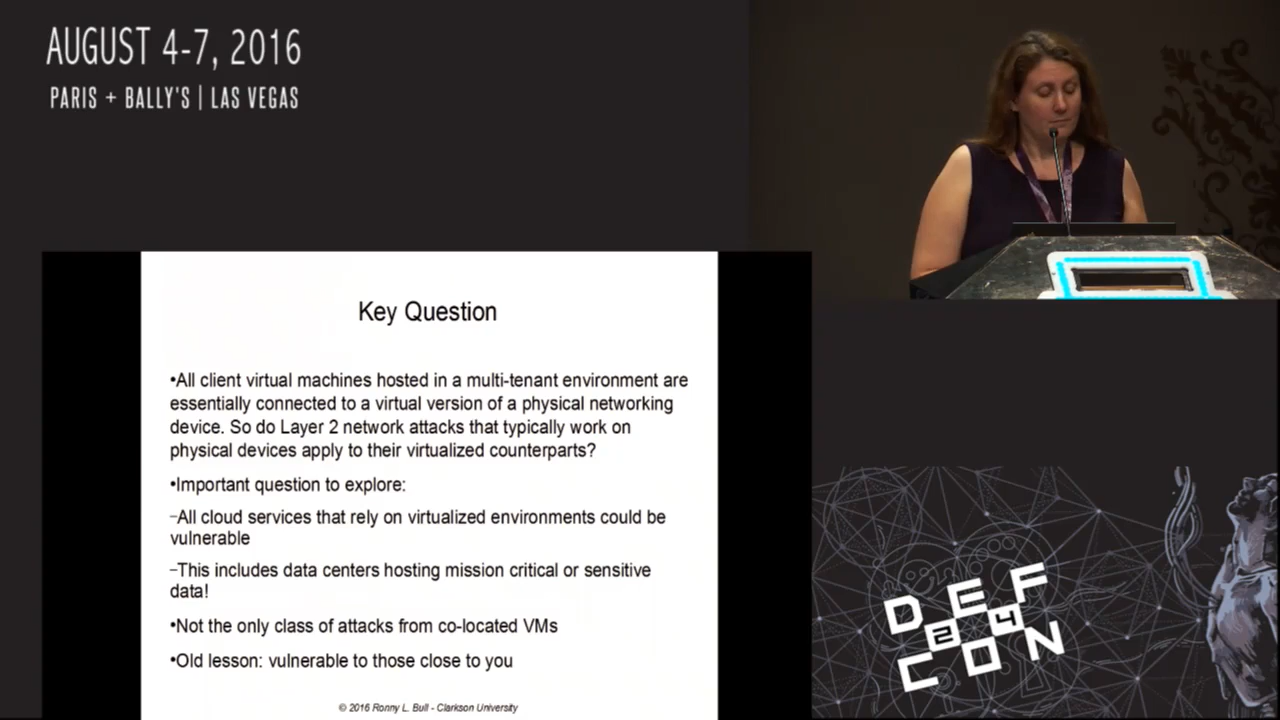 AUGUST 4-7, 2016
PARIS + BALLY'S | LAS VEGAS
Key Question
•All client virtual machines hosted in a multi-tenant environment are
essentially connected to a virtual version of a physical networking
device. So do Layer 2 network attacks that typically work on
physical devices apply to their virtualized counterparts?
•Important question to explore:
–All cloud services that rely on virtualized environments could be
vulnerable
–This includes data centers hosting mission critical or sensitive
data!
•Not the only class of attacks from co-located VMs
•Old lesson: vulnerable to those close to you
© 2016 Ronny L. Bull - Clarkson University
DEF
24
CON